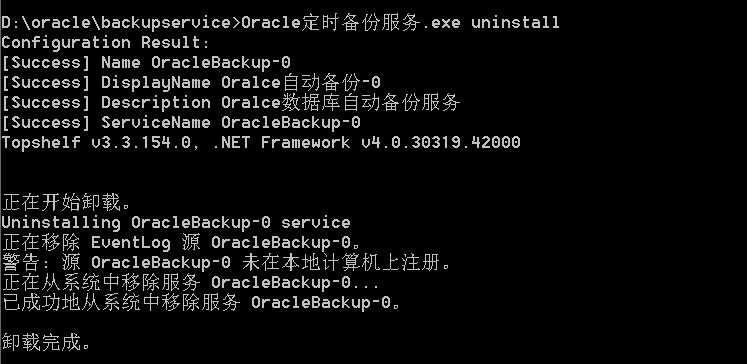 D:\oracle\backupservice>Oracle定时备份服务.exe uninstall
Configuration Result:
[Success] Name OracleBackup-0
[Success] DisplayName Oralce自动备份-0
[Success] Description Oralce数据库自动备份服务
[Success] ServiceName OracleBackup-0
Topshelf v3.3.154.0, .NET Framework v4.0.30319.42000
正在开始卸载。
Uninstalling OracleBackup-0 service
正在移除 EventLog 源 OracleBackup-0。
警告: 源 OracleBackup-0 未在本地计算机上注册。
正在从系统中移除服务 OracleBackup-0...
已成功地从系统中移除服务 OracleBackup-0。
卸载完成。